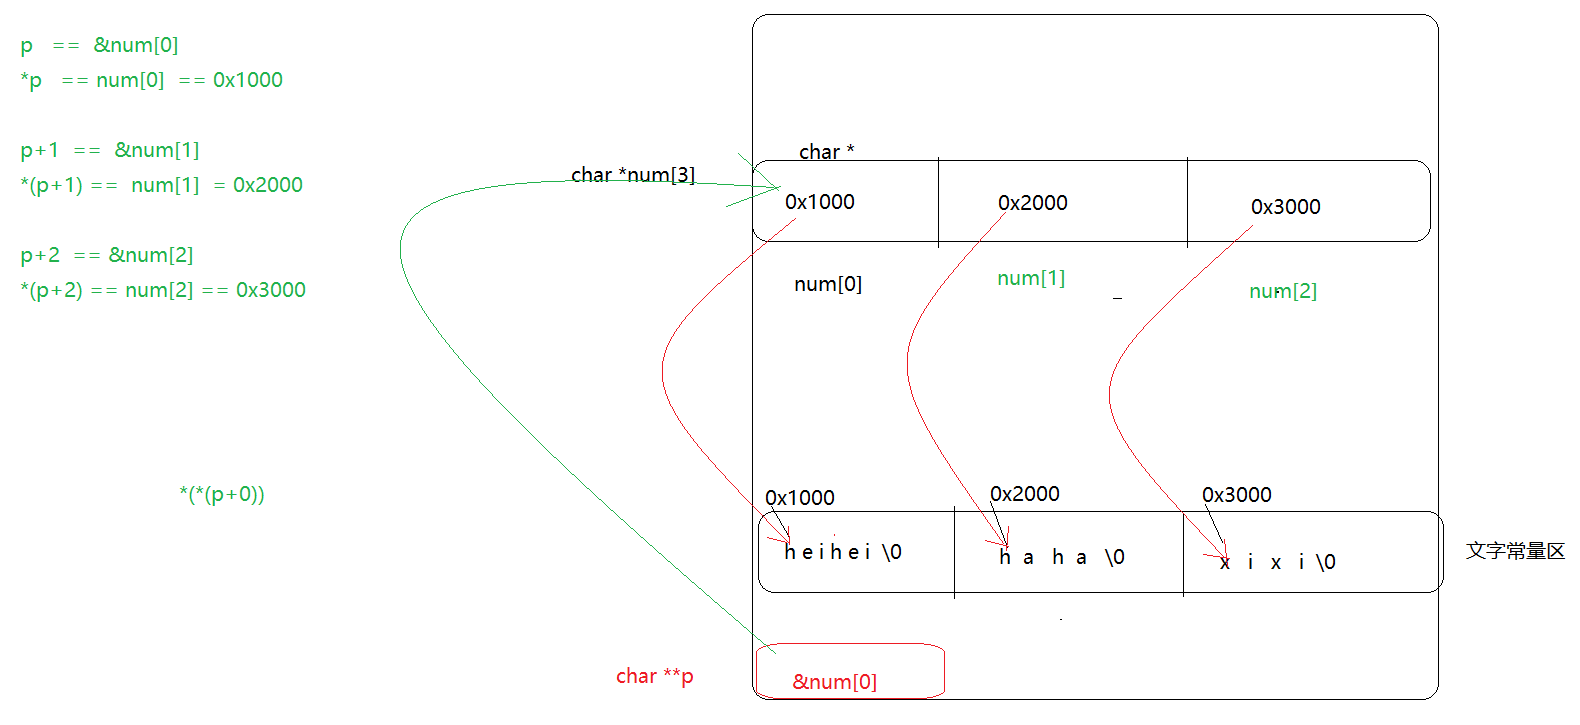 p == &num[0]
*p == num[0] == 0x1000
p+1 == &num[1]
*(p+1) == num[1] = 0x2000
p+2 == &num[2]
*(p+2) == num[2] == 0x3000
*(*(p+0))
char *
char *num[3]
0x1000 0x2000 0x3000
num[0] num[1] num[2]
0x1000 0x2000 0x3000
h e i h e i \0 h a h a \0 x i x i \0
文字常量区
char **p
&num[0]